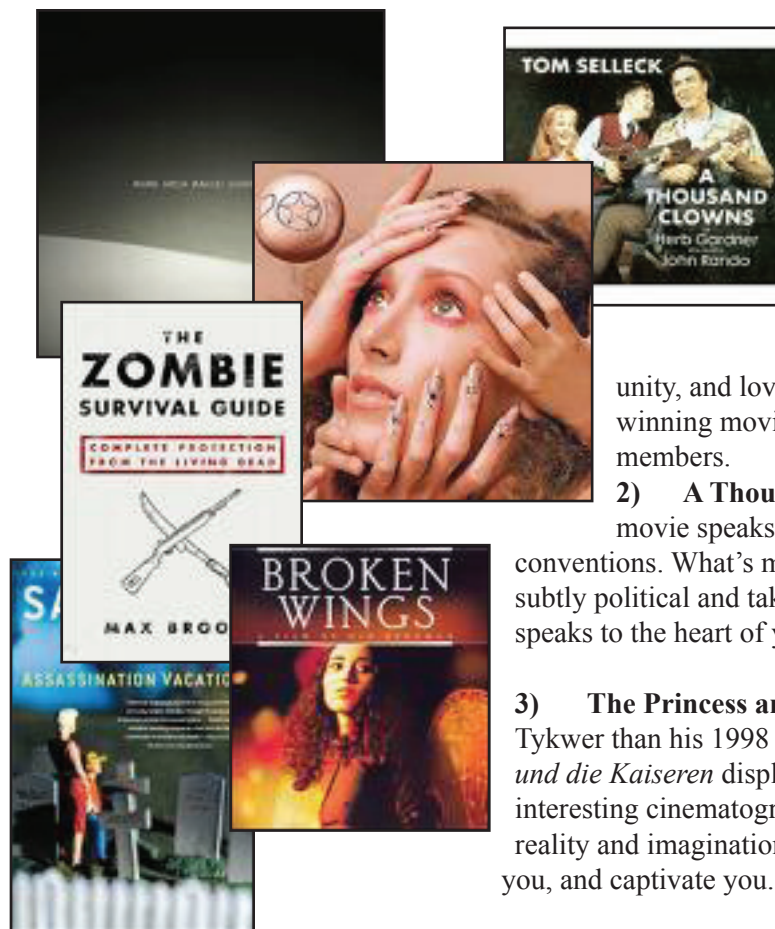 TOM SELLECK
A
THOUSAND
CLOWNS
Herb Gardner
John Rando
THE
ZOMBIE
SURVIVAL GUIDE
COMPLETE PROTECTION
FROM THE LIVING DEAD
MAX BROO
BROKEN
WINGS
SA
ASSASSINATION VACATIO
unity, and lov
winning movi
members.
2) A Thou
movie speaks
conventions. What’s m
subtly political and tak
speaks to the heart of y
3) The Princess an
Tykwer than his 1998
und die Kaiseren displ
interesting cinematogr
reality and imagination
you, and captivate you.